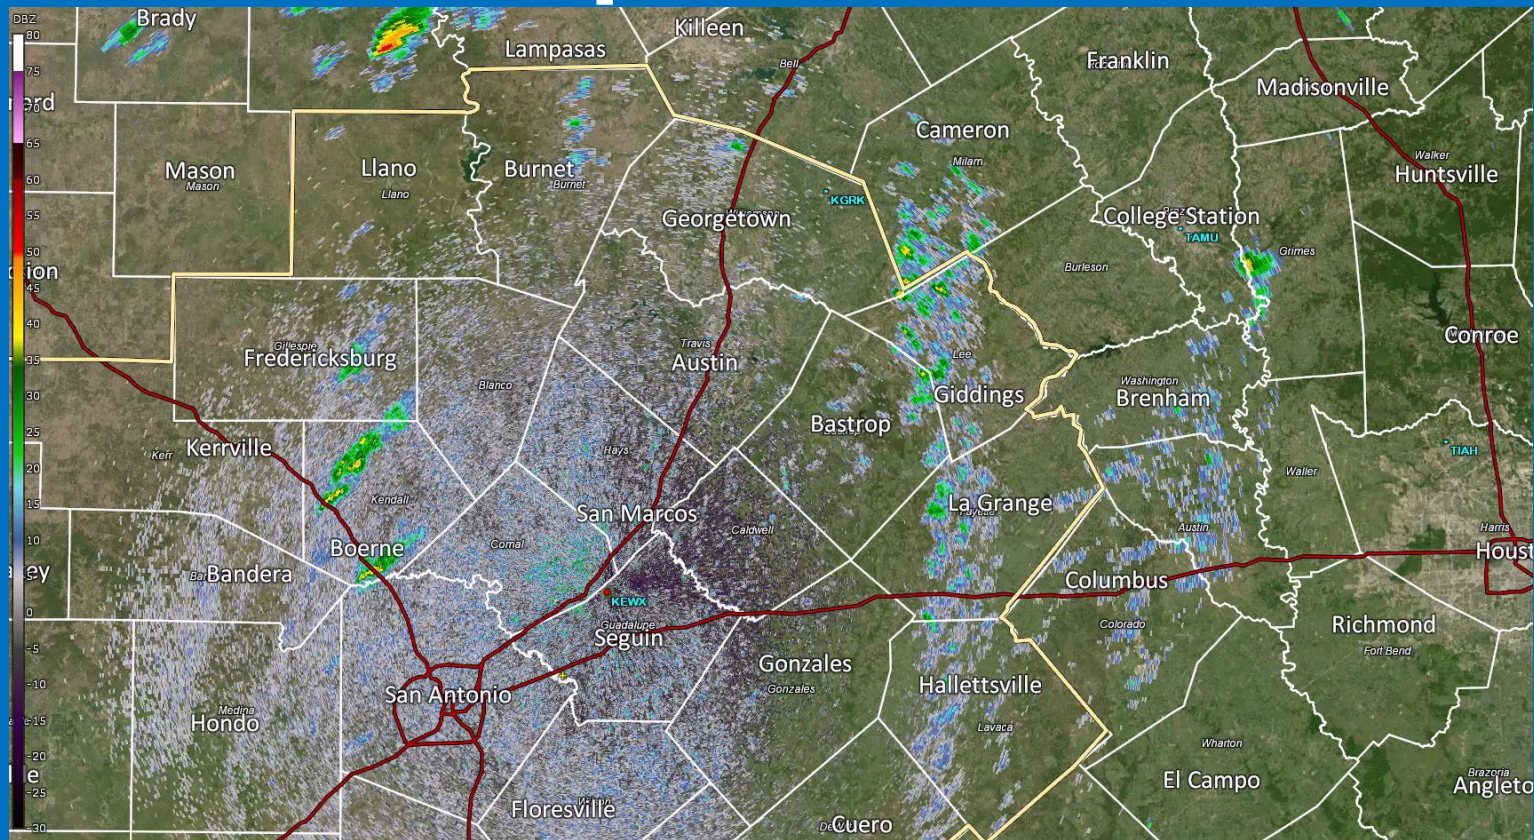 DBZ
80
75
70
65
60
55
50
45
40
35
30
25
20
15
10
5
0
-5
-10
-15
-20
-25
-30
Brady
Lampasas
Killeen
Bell
Franklin
Madisonville
Mason
Mason
Llano
Llano
Burnet
Burnet
Cameron
Milam
Walker
Huntsville
KGRK
Georgetown
College Station
TAMU
Grimes
Burleson
Gillespie
Fredericksburg
Travis
Austin
Blanco
Lee
Giddings
Washington
Brenham
Conroe
Bastrop
Kerrville
Kerr
Hays
Kendall
San Marcos
Caldwell
La Grange
Waller
TIAH
Austin
Harris
Houst
Boerne
Comal
Bandera
Columbus
KEWX
Guadalupe
Seguin
Colorado
Richmond
Fort Bend
Gonzales
Gonzales
Hallettsville
Lavaca
San Antonio
Medina
Hondo
Wharton
El Campo
Brazoria
Angleto
Floresville
Cuero